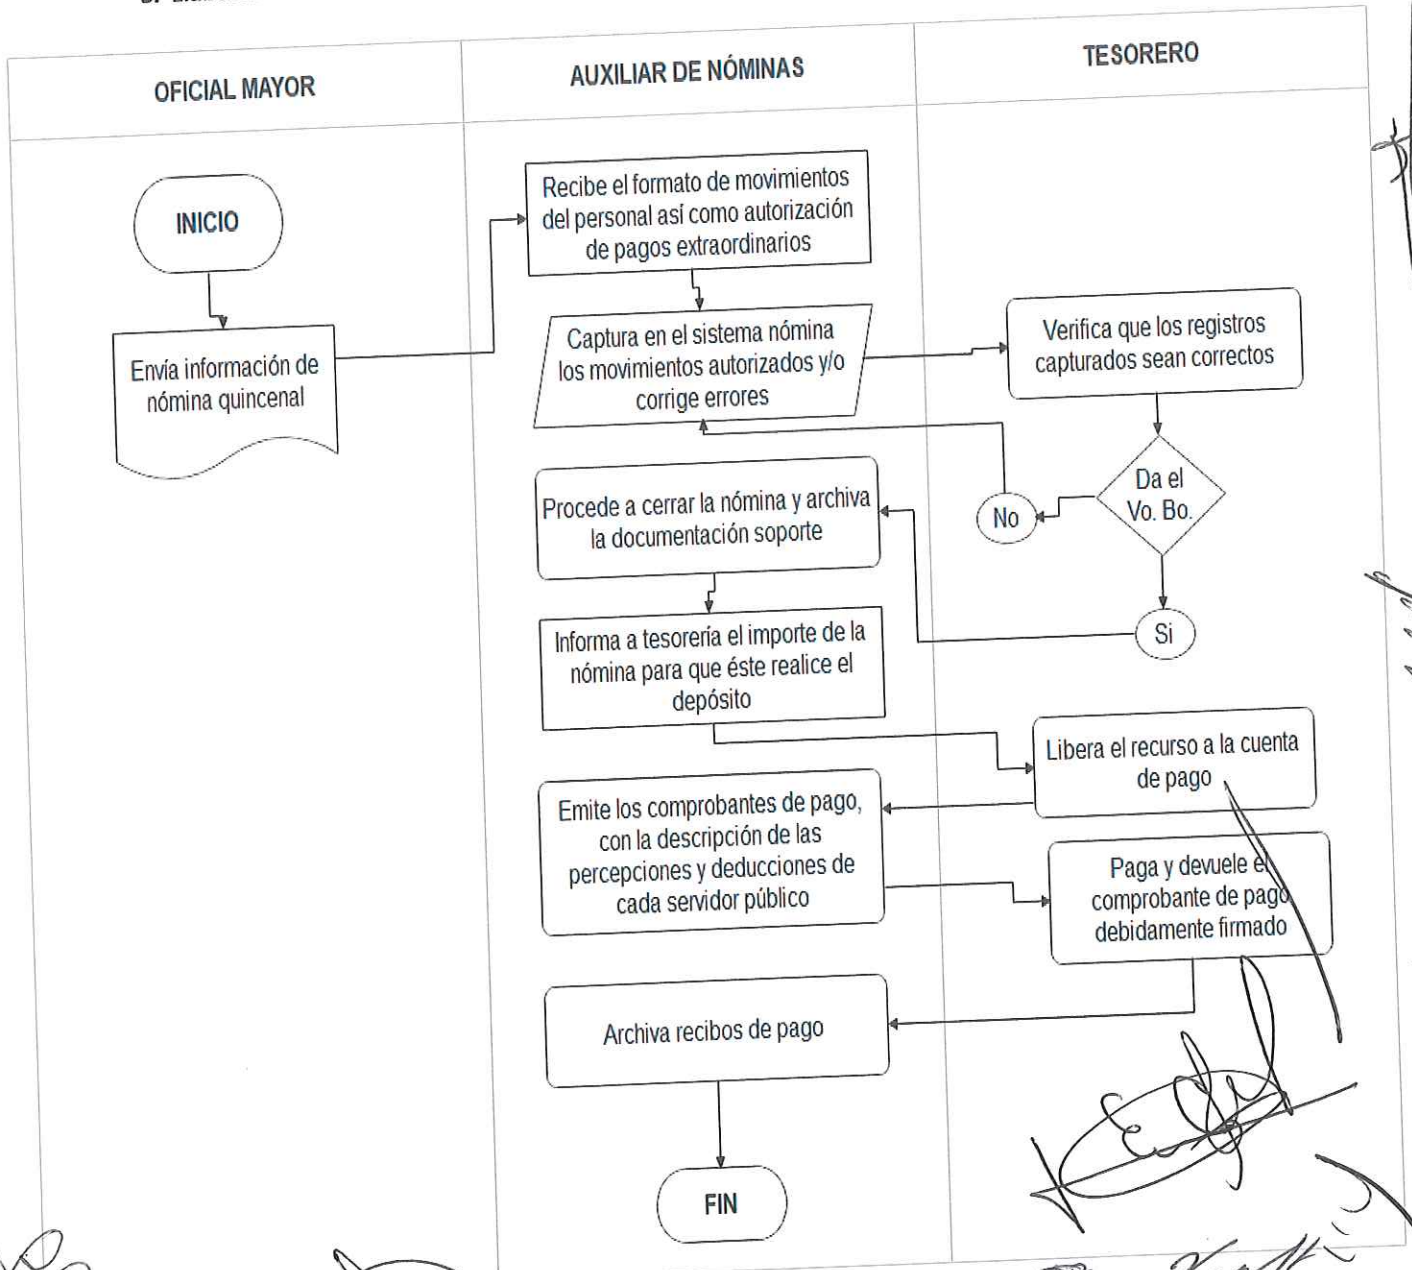 OFICIAL MAYOR
AUXILIAR DE NÓMINAS
TESORERO
INICIO
Envía información de
nómina quincenal
Recibe el formato de movimientos
del personal así como autorización
de pagos extraordinarios
Captura en el sistema nómina
los movimientos autorizados y/o
corrige errores
Verifica que los registros
capturados sean correctos
Da el
Vo. Bo.
No
Si
Procede a cerrar la nómina y archiva
la documentación soporte
Informa a tesorería el importe de la
nómina para que éste realice el
depósito
Libera el recurso a la cuenta
de pago
Emite los comprobantes de pago,
con la descripción de las
percepciones y deducciones de
cada servidor público
Paga y devuele el
comprobante de pago
debidamente firmado
Archiva recibos de pago
FIN